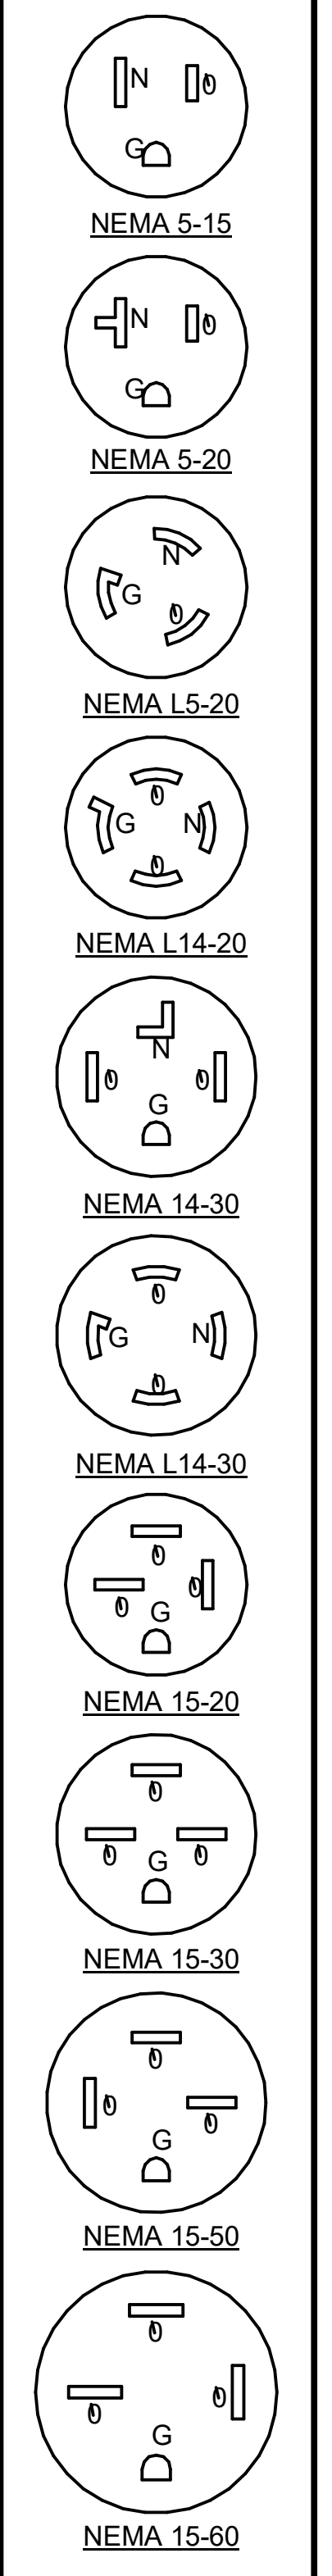 N Ø
G
NEMA 5-15
N Ø
G
NEMA 5-20
N
G
Ø
NEMA L5-20
Ø
G N
Ø
NEMA L14-20
N
Ø Ø
G
NEMA 14-30
Ø
G N
Ø
NEMA L14-30
Ø
Ø
Ø G
NEMA 15-20
Ø
Ø G Ø
NEMA 15-30
Ø
Ø
Ø
G
NEMA 15-50
Ø
Ø Ø
G
NEMA 15-60